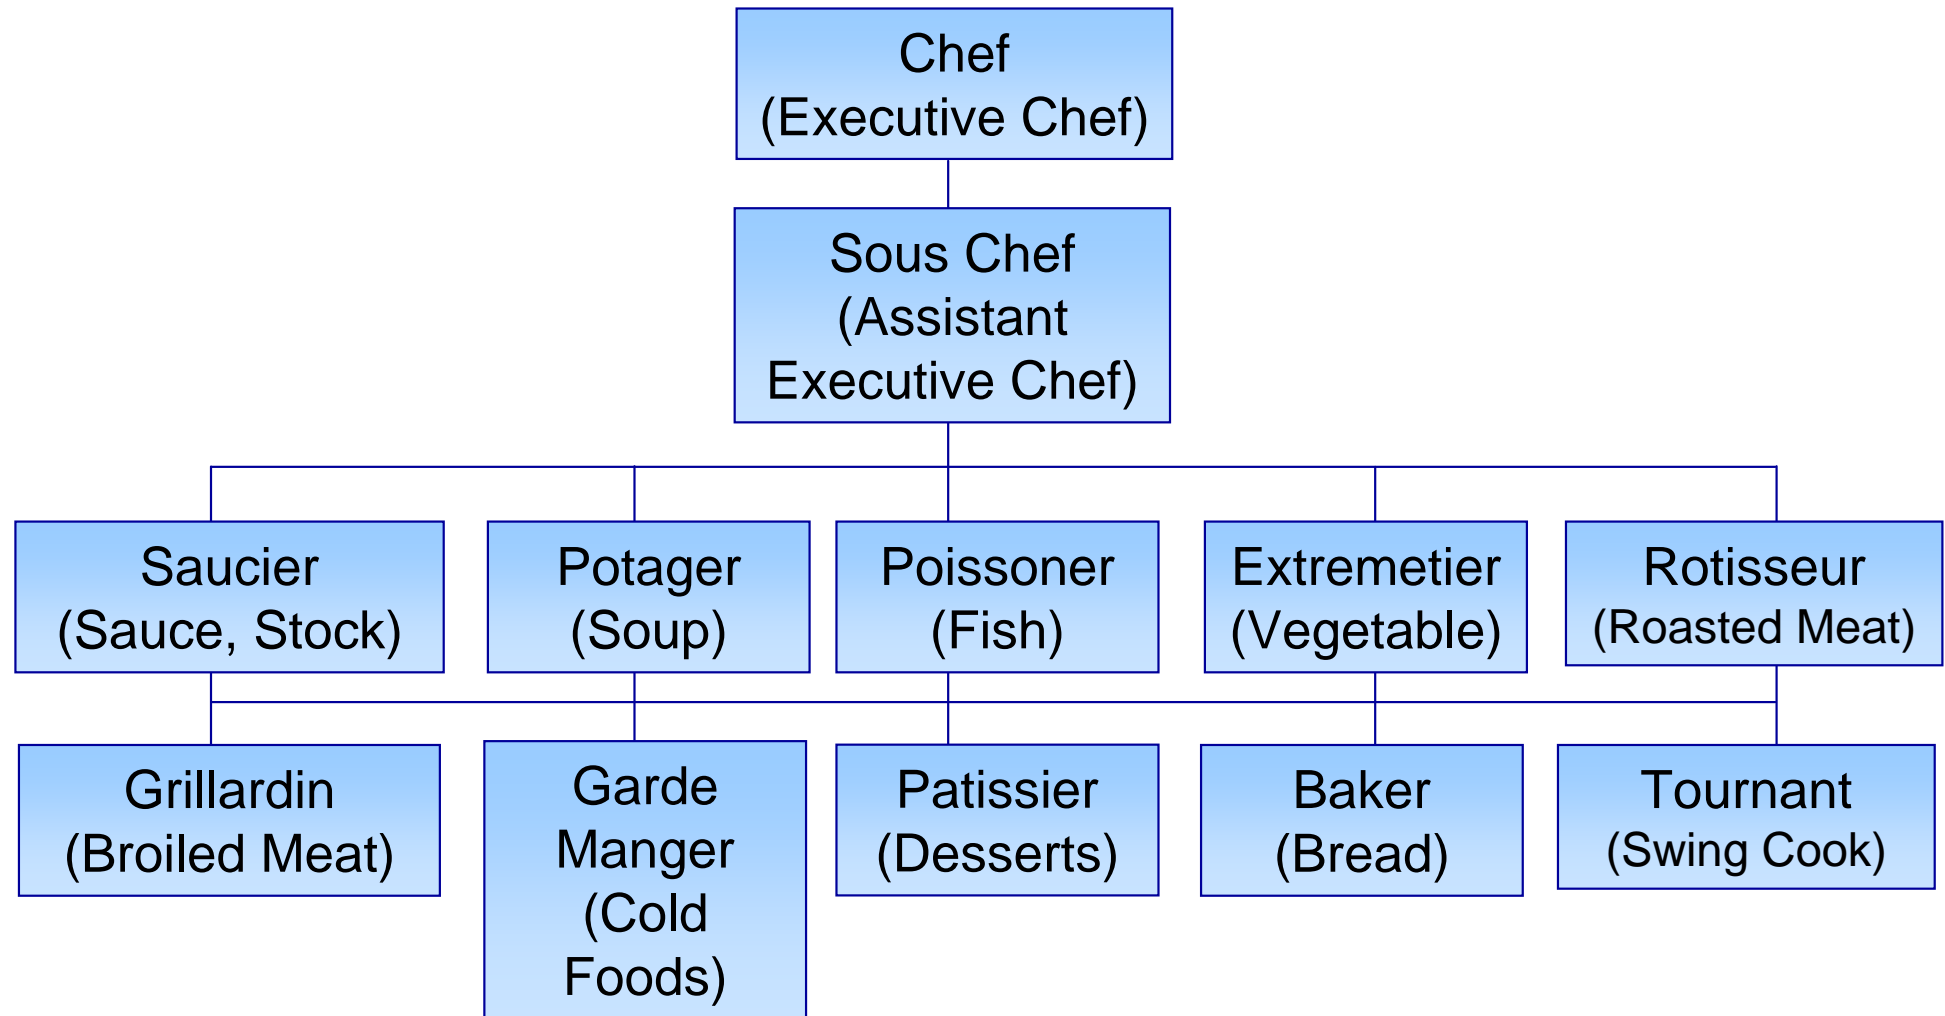 Chef
(Executive Chef)
Sous Chef
(Assistant
Executive Chef)
Saucier
(Sauce, Stock)
Potager
(Soup)
Poissoner
(Fish)
Extremetier
(Vegetable)
Rotisseur
(Roasted Meat)
Grillardin
(Broiled Meat)
Garde
Manger
(Cold
Foods)
Patissier
(Desserts)
Baker
(Bread)
Tournant
(Swing Cook)